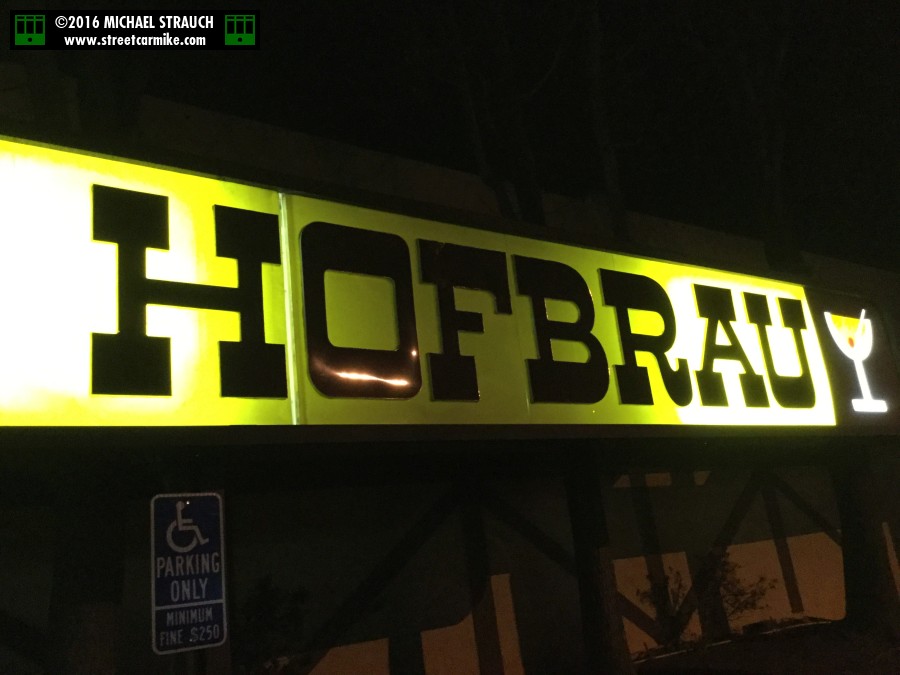 ©2016 MICHAEL STRAUCH
www.streetcarmike.com
HOFBRAU
PARKING
ONLY
MINIMUM
FINE $250